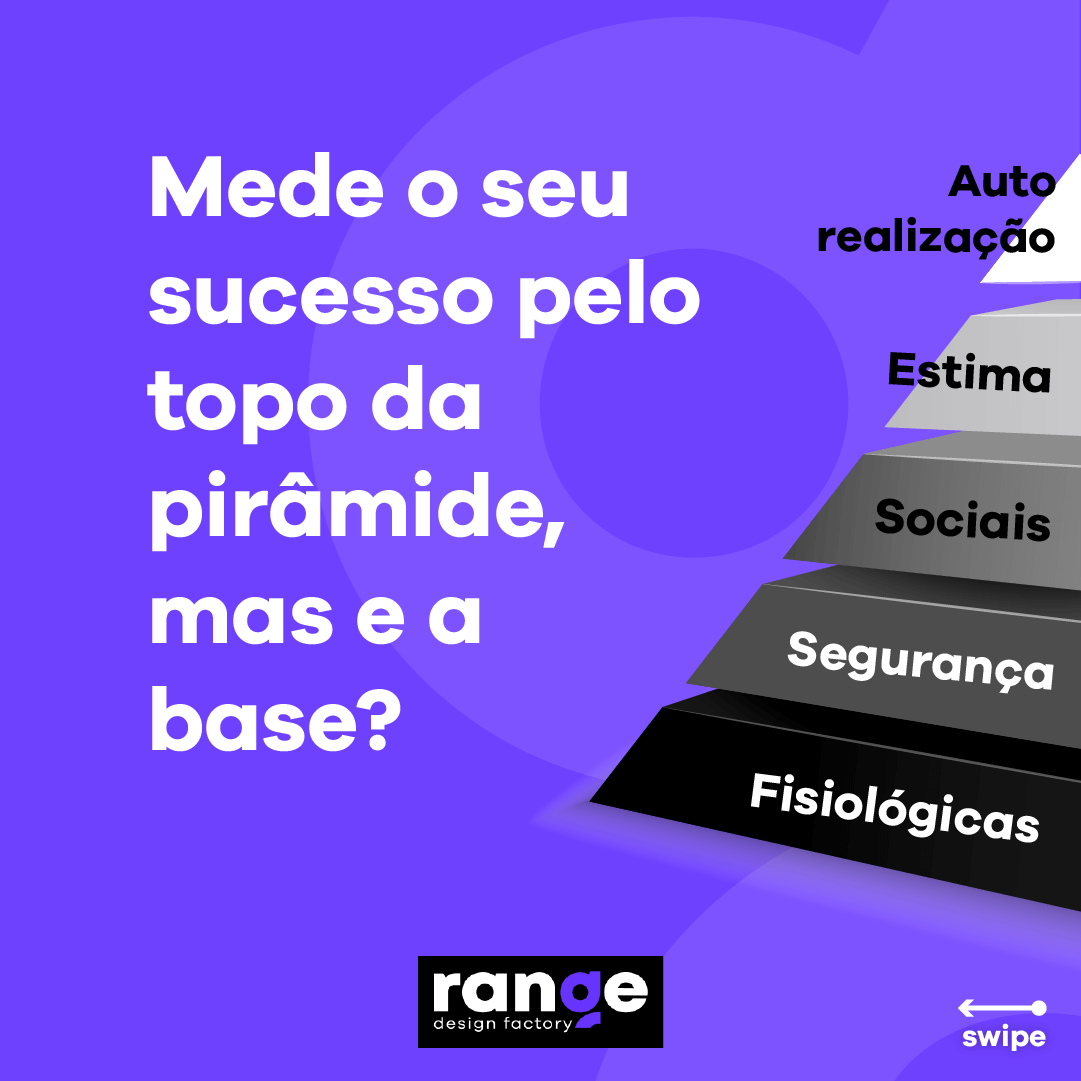 Mede o seu
sucesso pelo
topo da
pirâmide,
mas e a
base?
Auto
realização
Estima
Sociais
Segurança
Fisiológicas
range
design factory
swipe